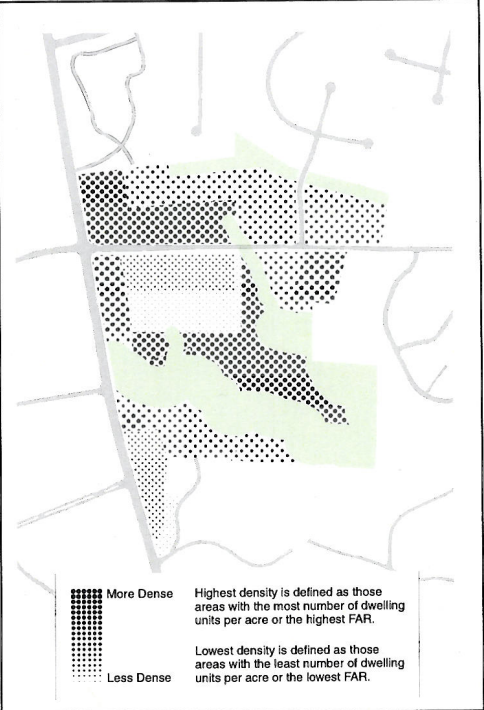 More Dense
Highest density is defined as those
areas with the most number of dwelling
units per acre or the highest FAR.
Lowest density is defined as those
areas with the least number of dwelling
units per acre or the lowest FAR.
Less Dense